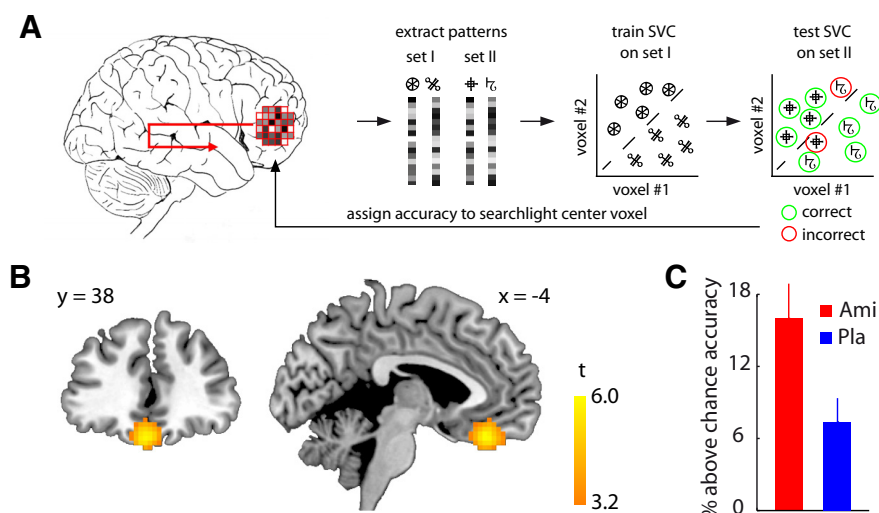 A
extract patterns
set I
set II
train SVC
on set I
voxel #2
voxel #1
test SVC
on set II
voxel #2
voxel #1
correct
incorrect
assign accuracy to searchlight center voxel
B
y = 38
x = -4
t
6.0
3.2
C
% above chance accuracy
18
12
6
0
Ami
Pla